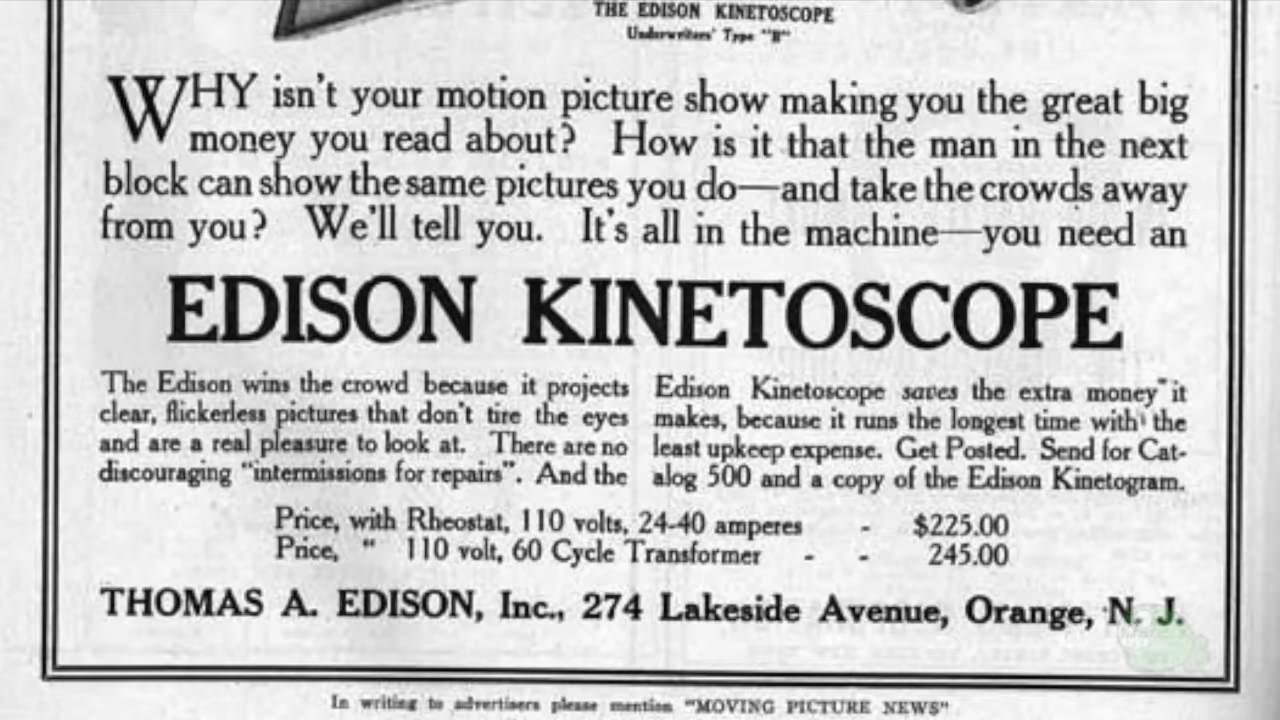 THE EDISON KINETOSCOPE
Underwriters' Type "B"
WHY isn't your motion picture show making you the great big
money you read about? How is it that the man in the next
block can show the same pictures you do—and take the crowds away
from you? We'll tell you. It's all in the machine—you need an
EDISON KINETOSCOPE
The Edison wins the crowd because it projects
clear, flickerless pictures that don't tire the eyes
and are a real pleasure to look at. There are no
discouraging "intermissions for repairs". And the
Edison Kinetoscope saves the extra money it
makes, because it runs the longest time with the
least upkeep expense. Get Posted. Send for Cat-
alog 500 and a copy of the Edison Kinetogram.
Price, with Rheostat, 110 volts, 24-40 amperes - $225.00
Price, " 110 volt, 60 Cycle Transformer - - 245.00
THOMAS A. EDISON, Inc., 274 Lakeside Avenue, Orange, N. J.
In writing to advertisers please mention "MOVING PICTURE NEWS"